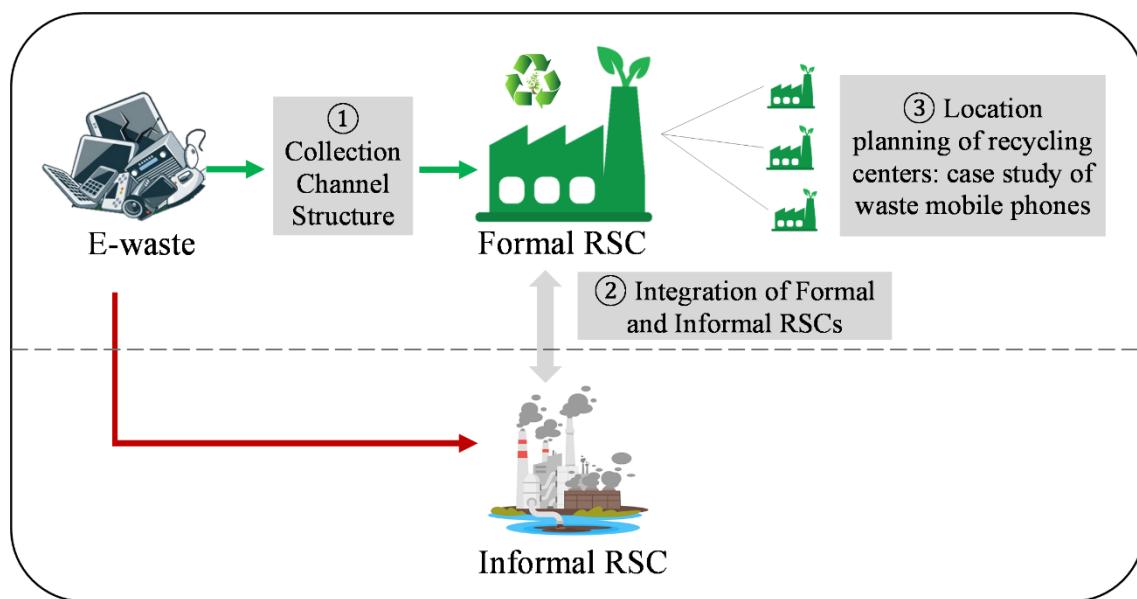 ①
Collection
Channel
Structure
E-waste
Formal RSC
③ Location
planning of recycling
centers: case study of
waste mobile phones
② Integration of Formal
and Informal RSCs
Informal RSC